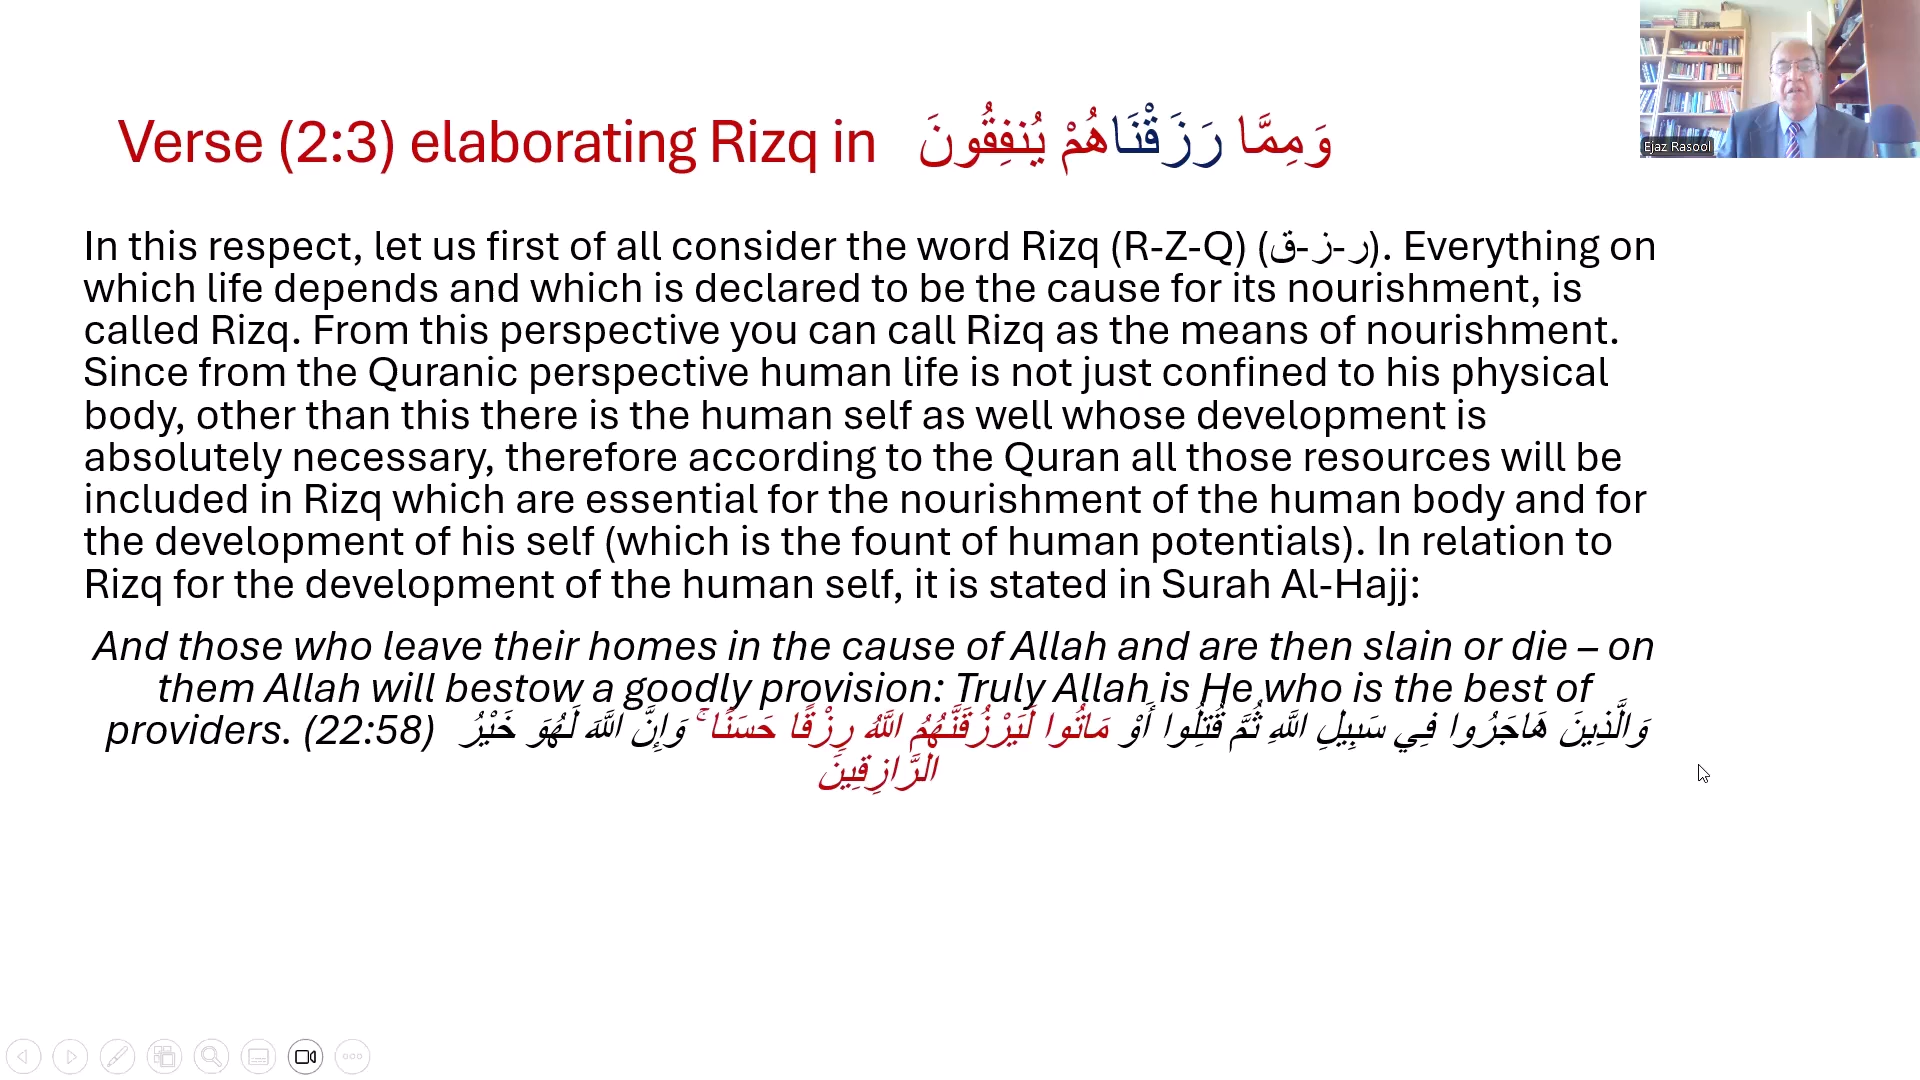 Verse (2:3) elaborating Rizq in وَمِمَّا رَزَقْنَاهُمْ يُنفِقُونَ
Ejaz Rasool
In this respect, let us first of all consider the word Rizq (R-Z-Q) (ر-ز-ق). Everything on
which life depends and which is declared to be the cause for its nourishment, is
called Rizq. From this perspective you can call Rizq as the means of nourishment.
Since from the Quranic perspective human life is not just confined to his physical
body, other than this there is the human self as well whose development is
absolutely necessary, therefore according to the Quran all those resources will be
included in Rizq which are essential for the nourishment of the human body and for
the development of his self (which is the fount of human potentials). In relation to
Rizq for the development of the human self, it is stated in Surah Al-Hajj:
And those who leave their homes in the cause of Allah and are then slain or die – on
them Allah will bestow a goodly provision: Truly Allah is He who is the best of
providers. (22:58) وَالَّذِينَ هَاجَرُوا فِي سَبِيلِ اللَّهِ ثُمَّ قُتِلُوا أَوْ مَاتُوا لَيَرْزُقَنَّهُمُ اللَّهُ رِزْقًا حَسَنًا ۚ وَإِنَّ اللَّهَ لَهُوَ خَيْرُ
الرَّازِقِينَ